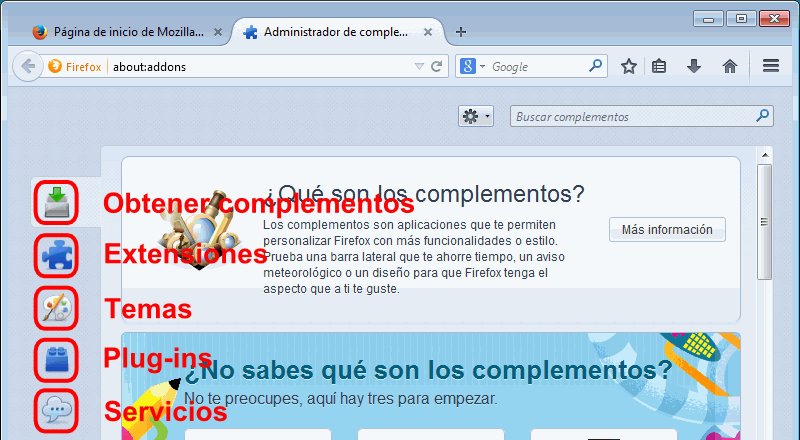 Página de inicio de Mozilla...
Administrador de comple...
Firefox
about:addons
Google
Buscar complementos
Obtener complementos
Extensiones
Temas
Plug-ins
Servicios
¿Qué son los complementos?
Los complementos son aplicaciones que te permiten
personalizar Firefox con más funcionalidades o estilo.
Prueba una barra lateral que te ahorre tiempo, un aviso
meteorológico o un diseño para que Firefox tenga el
aspecto que a ti te guste.
Más información
¿No sabes qué son los complementos?
No te preocupes, aquí hay tres para empezar.